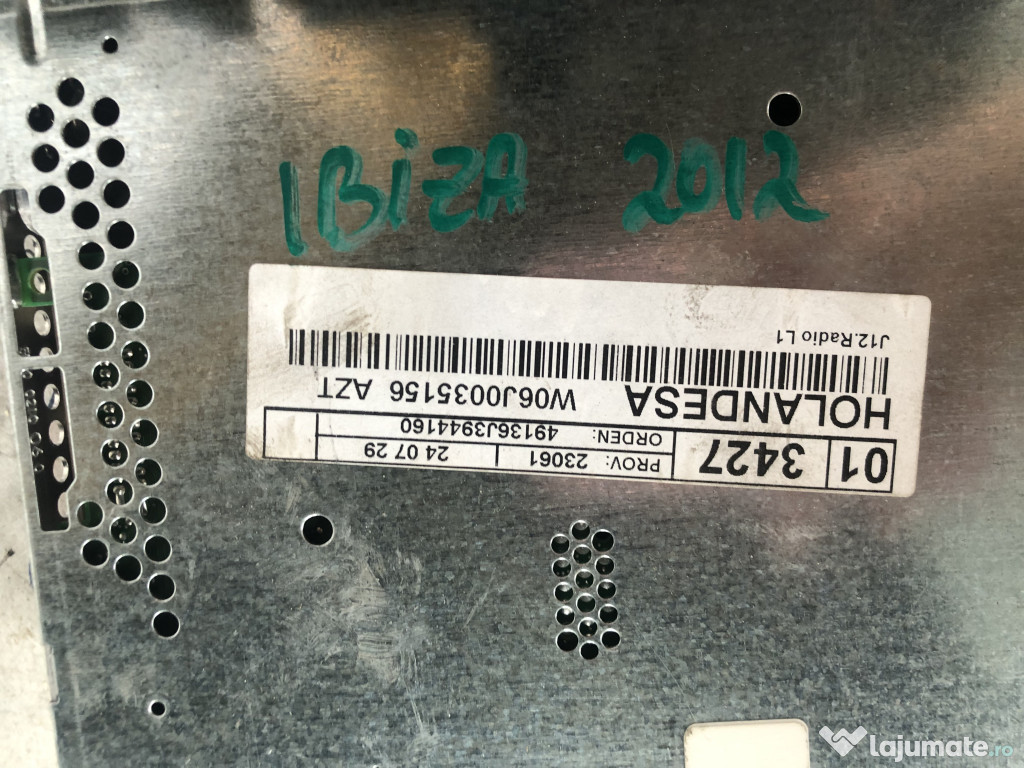 IBIZA 2012
01 3427 PROV: 23061 24 07 29
ORDEN: 49136J3944160
HOLANDESA W06J0035156 AZT
J12.Radio L1
lajumate.ro